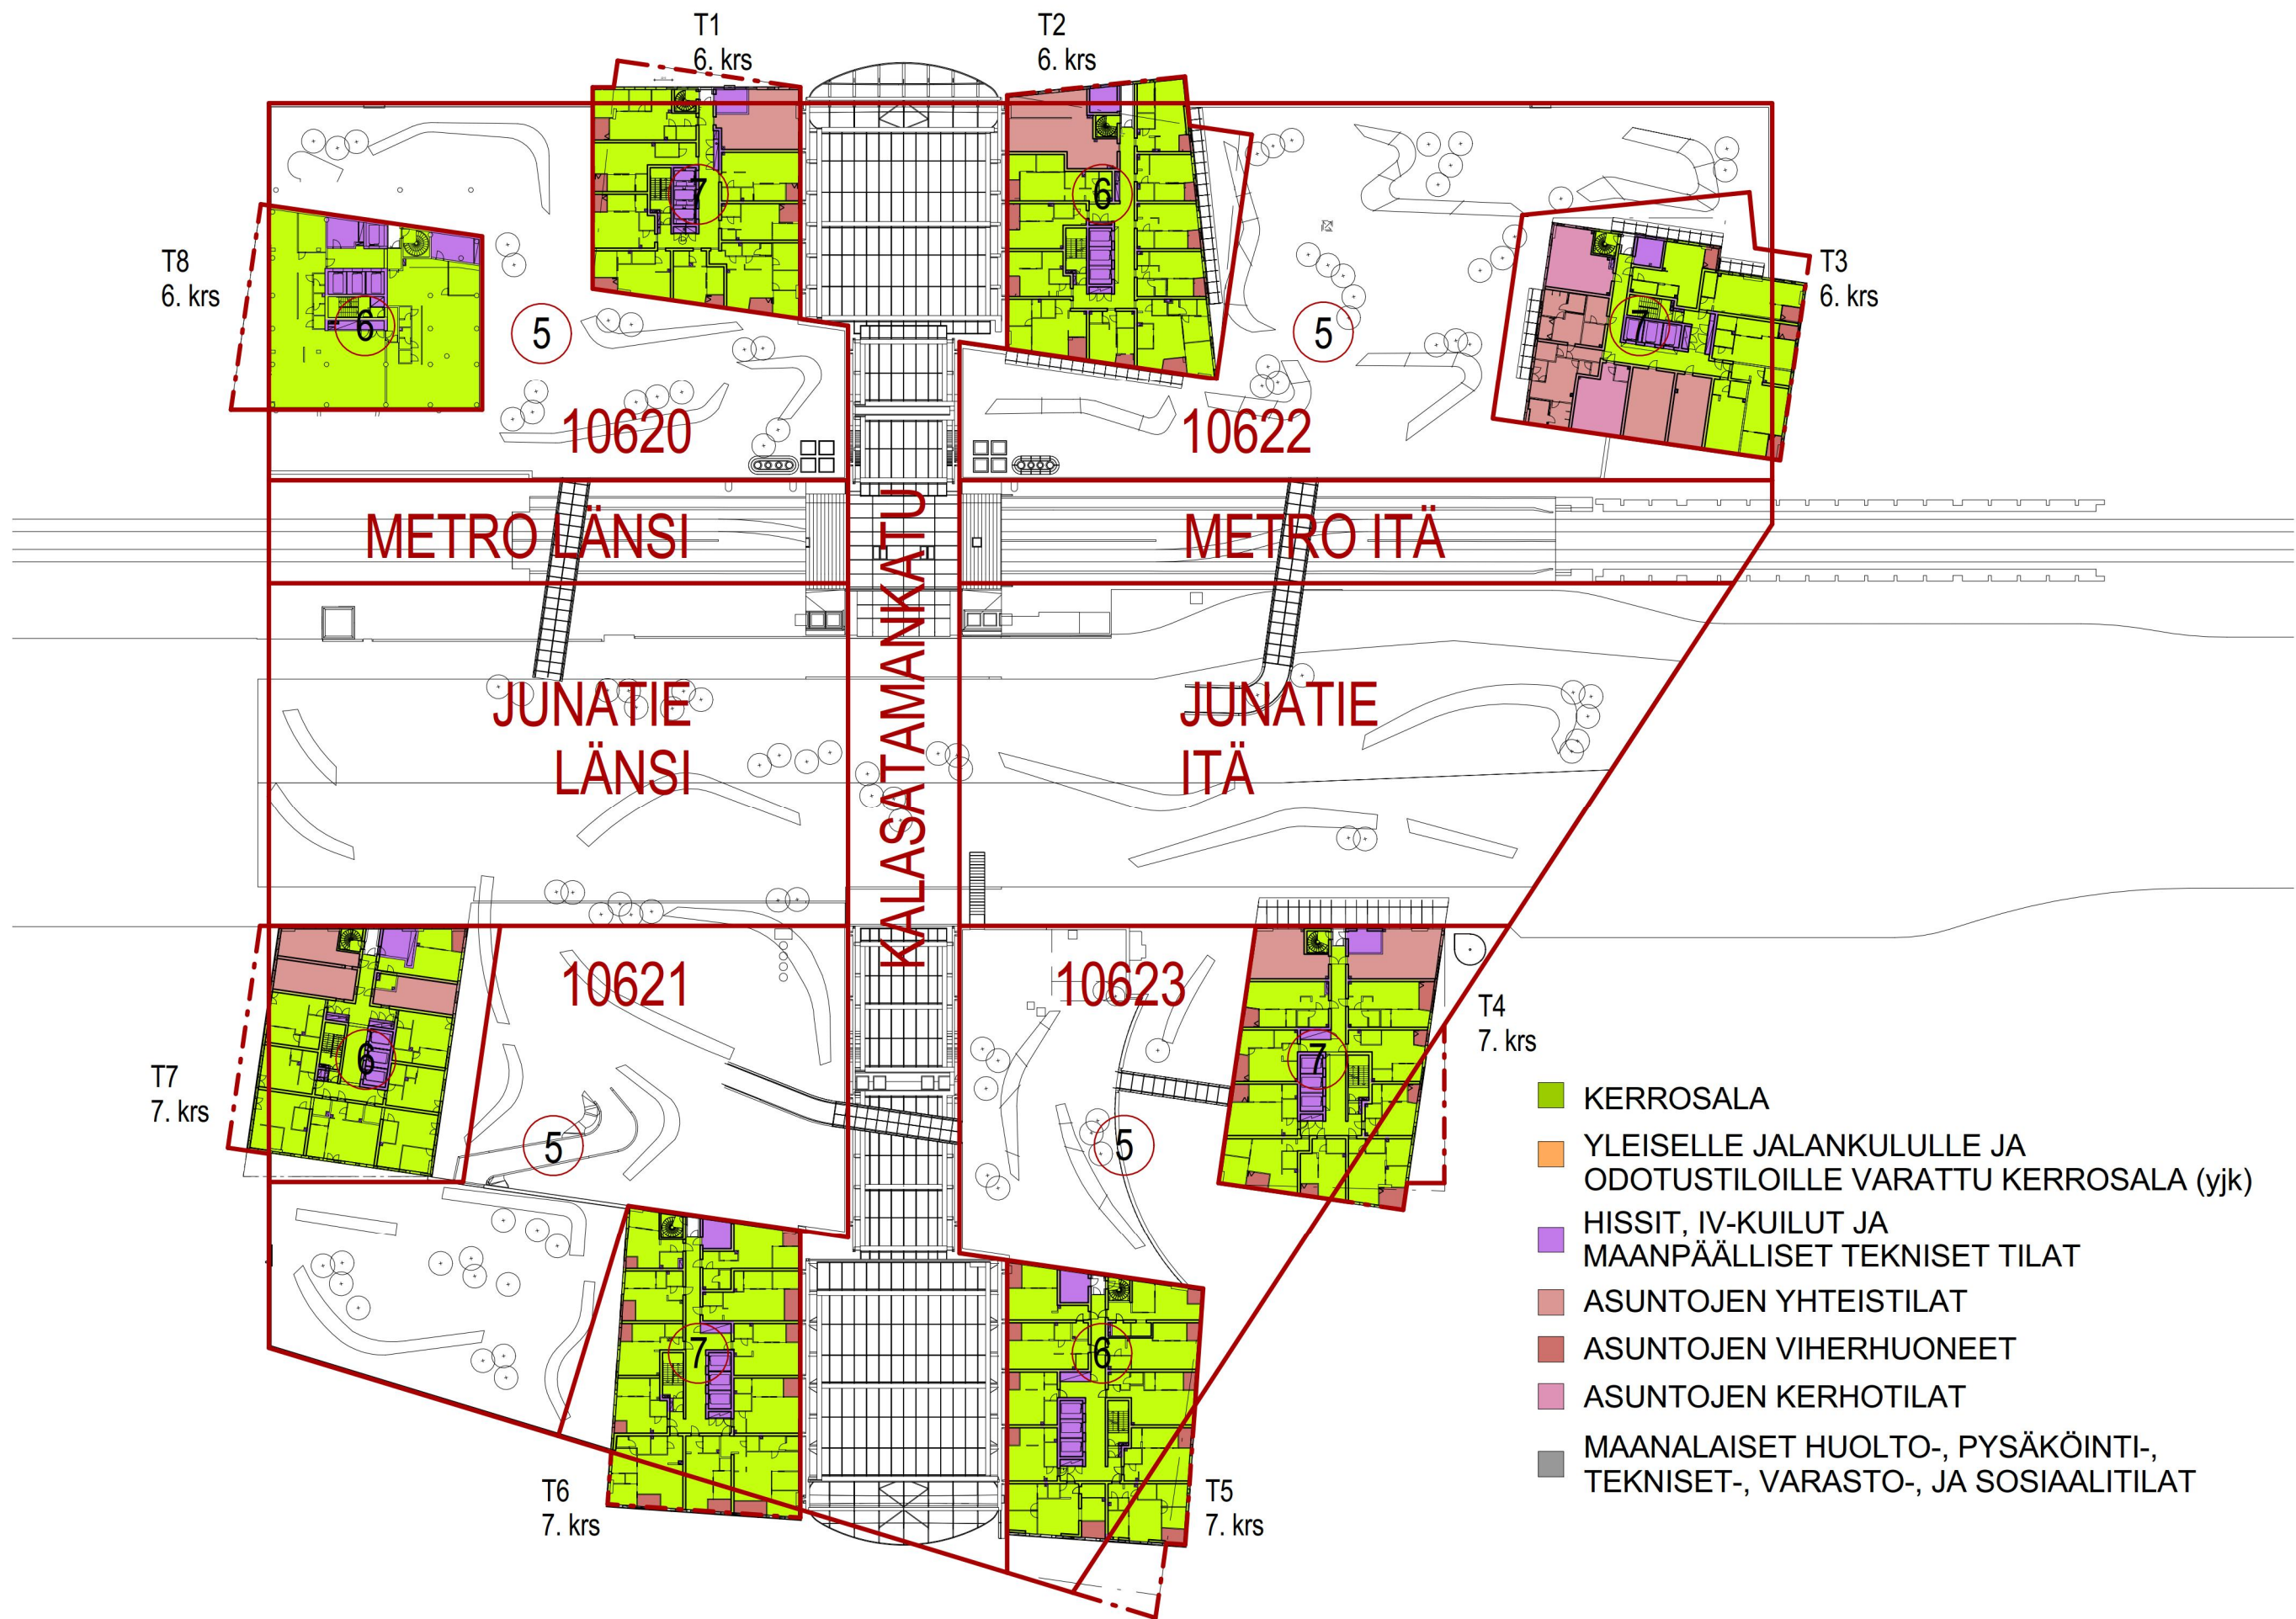 T1
6. krs
T2
6. krs
7
6
T8
6. krs
6
5
5
7
T3
6. krs
10620
10622
METRO LÄNSI
METRO ITÄ
KALASATAMANKATU
JUNATIE
LÄNSI
JUNATIE
ITÄ
10621
10623
T7
7. krs
6
5
5
7
T4
7. krs
7
6
T6
7. krs
T5
7. krs
KERROSALA
YLEISELLE JALANKULULLE JA
ODOTUSTILOILLE VARATTU KERROSALA (yjk)
HISSIT, IV-KUILUT JA
MAANPÄÄLLISET TEKNISET TILAT
ASUNTOJEN YHTEISTILAT
ASUNTOJEN VIHERHUONEET
ASUNTOJEN KERHOTILAT
MAANALAISET HUOLTO-, PYSÄKÖINTI-,
TEKNISET-, VARASTO-, JA SOSIAALITILAT